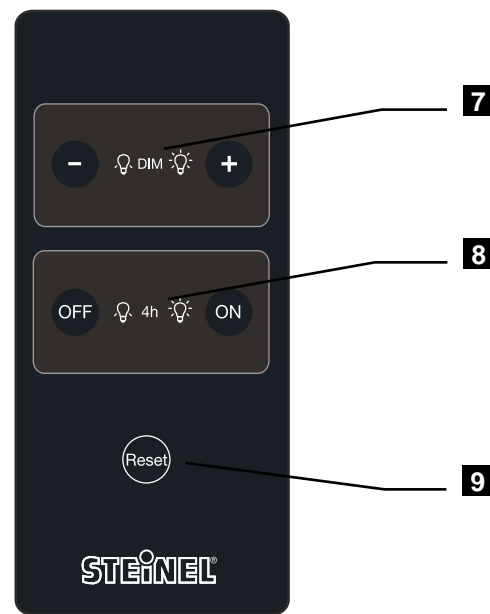 7
- DIM +
8
OFF 4h ON
Reset
9
STEINEL®